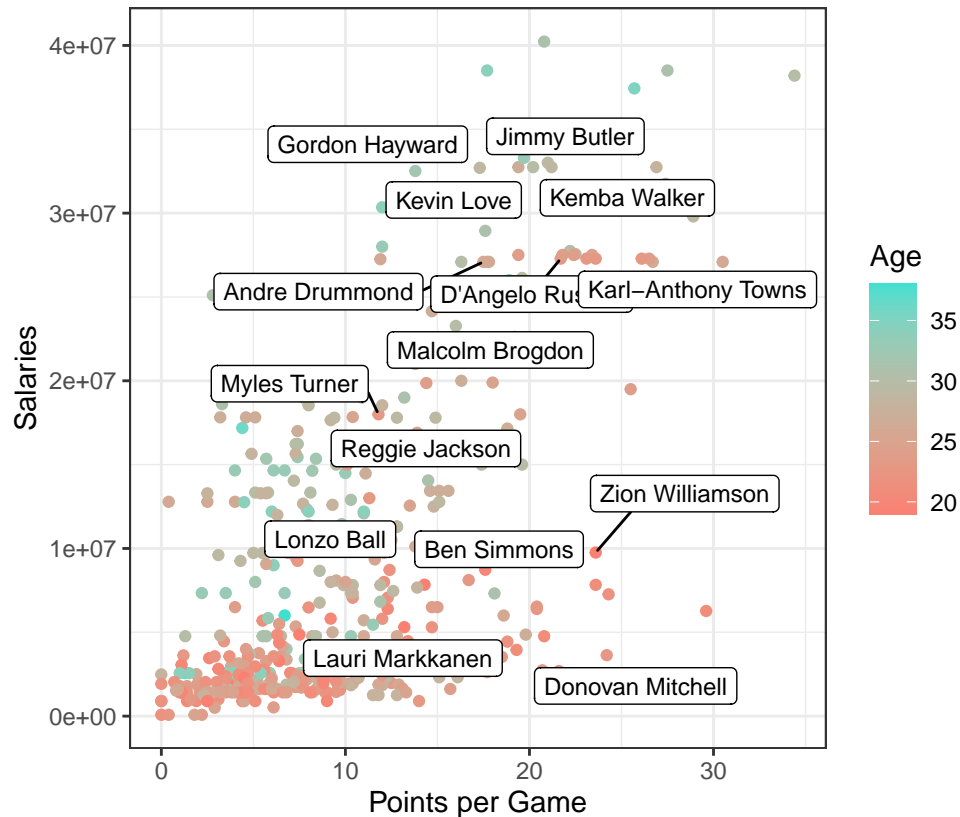 4e+07
3e+07
2e+07
1e+07
0e+00
Salaries
Gordon Hayward
Jimmy Butler
Kevin Love
Kemba Walker
Andre Drummond
D'Angelo Rus
Karl−Anthony Towns
Malcolm Brogdon
Myles Turner
Reggie Jackson
Zion Williamson
Lonzo Ball
Ben Simmons
Lauri Markkanen
Donovan Mitchell
0
10
20
30
Points per Game
Age
35
30
25
20